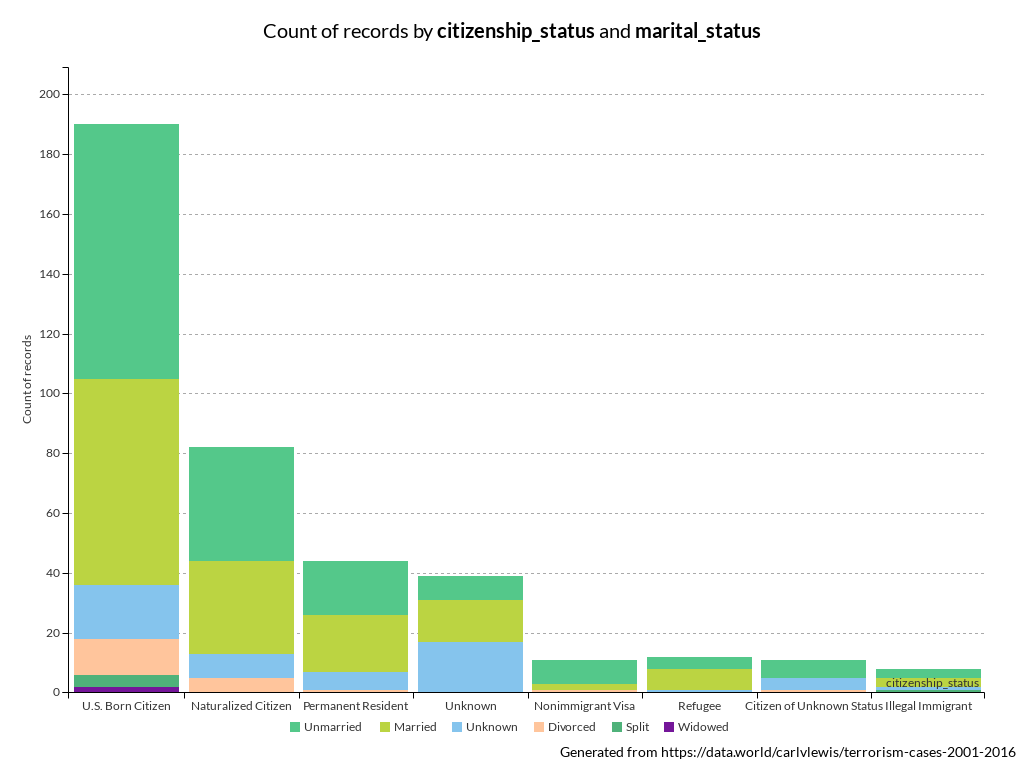 Count of records by citizenship_status and marital_status
200
180
160
140
120
100
80
60
40
20
0
Count of records
citizenship_status
U.S. Born Citizen Naturalized Citizen Permanent Resident Unknown Nonimmigrant Visa Refugee Citizen of Unknown Status Illegal Immigrant
Unmarried Married Unknown Divorced Split Widowed
Generated from https://data.world/carlvlewis/terrorism-cases-2001-2016